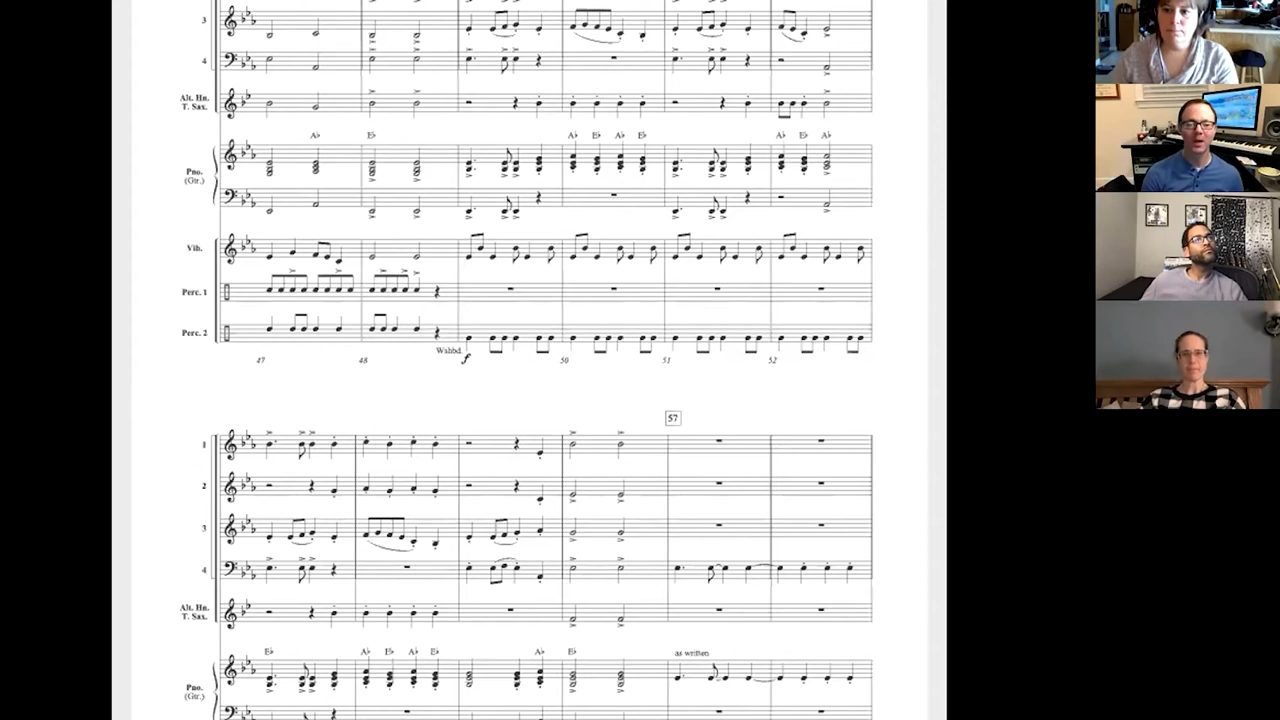 3
4
Alt. Hn.
T. Sax.
A♭ E♭ A♭ E♭ A♭ E♭ A♭ E♭ A♭
Pno.
(Gtr.)
Vib.
Perc. 1
Perc. 2
Wshbd.
f
47 48 50 51 52
57
1
2
3
4
Alt. Hn.
T. Sax.
E♭ A♭ E♭ A♭ E♭ A♭ E♭ as written
Pno.
(Gtr.)